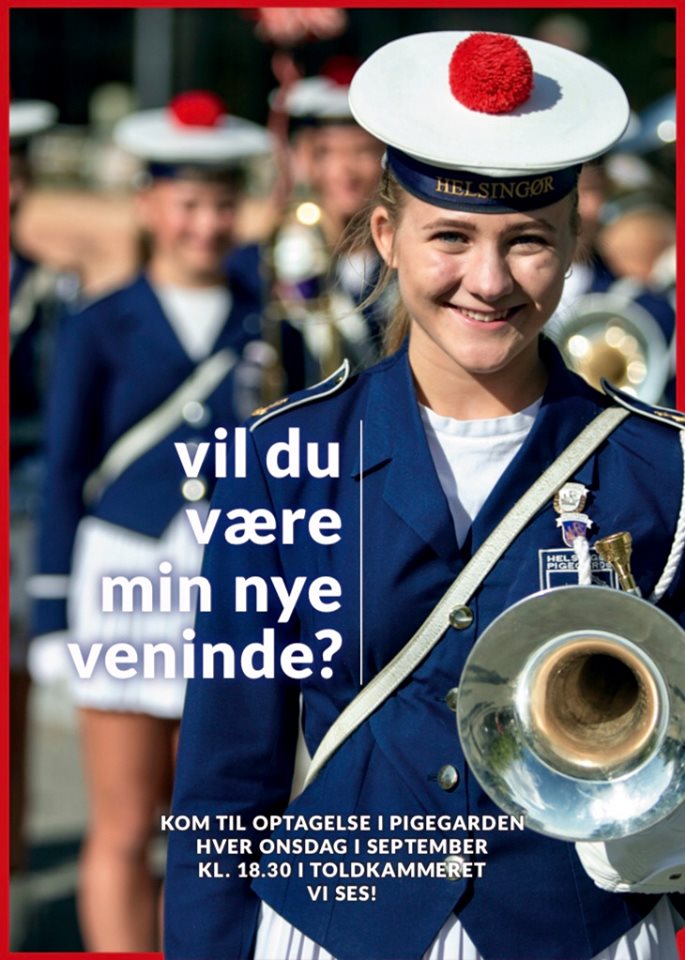 HELSINGØR
vil du
være
min nye
veninde?
PIGEGARDE
KOM TIL OPTAGELSE I PIGEGARDEN
HVER ONSDAG I SEPTEMBER
KL. 18.30 I TOLDKAMMERET
VI SES!